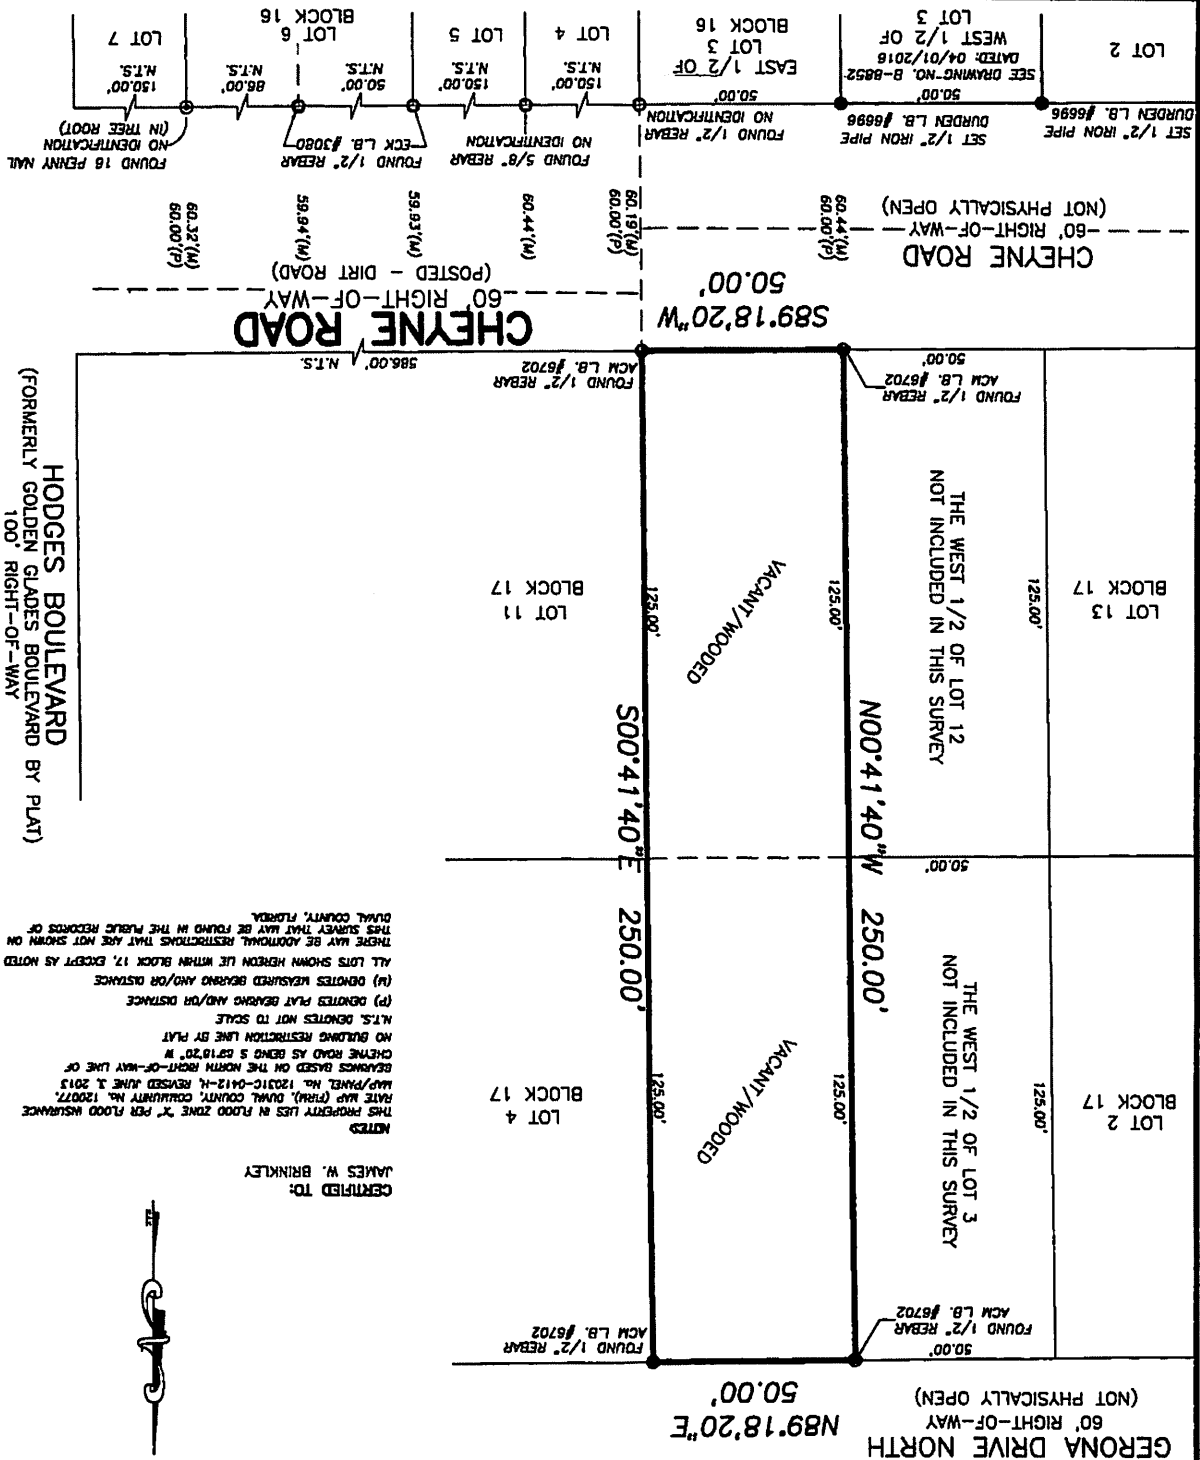 GERONA DRIVE NORTH
60' RIGHT-OF-WAY
(NOT PHYSICALLY OPEN)
N89°18'20"E
50.00'
50.00'
FOUND 1/2" REBAR
ACM LB. #6702
FOUND 1/2" REBAR
ACM LB. #6702
LOT 2
BLOCK 17
125.00'
THE WEST 1/2 OF LOT 3
NOT INCLUDED IN THIS SURVEY
VACANT/WOODED
125.00'
LOT 4
BLOCK 17
N00°41'40"W 250.00'
S00°41'40"E 250.00'
50.00'
LOT 13
BLOCK 17
125.00'
THE WEST 1/2 OF LOT 12
NOT INCLUDED IN THIS SURVEY
125.00'
VACANT/WOODED
125.00'
LOT 11
BLOCK 17
CERTIFIED TO:
JAMES W. BRINKLEY
NOTES
THIS PROPERTY LIES IN FLOOD ZONE "X" PER FLOOD INSURANCE
RATE MAP (FIRM), DUVAL COUNTY, COMMUNITY No. 120077,
MAP/PANEL No. 12031C-0412-H, REVISED JUNE 3, 2013
BEARINGS BASED ON THE NORTH RIGHT-OF-WAY LINE OF
CHEYNE ROAD AS BEING S 89°18'20" W
NO BUILDING RESTRICTION LINE BY PLAT
N.T.S. DENOTES NOT TO SCALE
(P) DENOTES PLAT BEARING AND/OR DISTANCE
(M) DENOTES MEASURED BEARING AND/OR DISTANCE
ALL LOTS SHOWN HEREON LIE WITHIN BLOCK 17, EXCEPT AS NOTED
THERE MAY BE ADDITIONAL RESTRICTIONS THAT ARE NOT SHOWN ON
THIS SURVEY THAT MAY BE FOUND IN THE PUBLIC RECORDS OF
DUVAL COUNTY, FLORIDA.
HODGES BOULEVARD
(FORMERLY GOLDEN GLADES BOULEVARD BY PLAT)
100' RIGHT-OF-WAY
FOUND 1/2" REBAR
ACM LB. #6702
50.00'
FOUND 1/2" REBAR
ACM LB. #6702
586.00' N.T.S.
S89°18'20"W
50.00'
CHEYNE ROAD
60' RIGHT-OF-WAY
(POSTED - DIRT ROAD)
CHEYNE ROAD
60' RIGHT-OF-WAY
(NOT PHYSICALLY OPEN)
60.44'(M)
60.00'(P)
60.19'(M)
60.00'(P)
60.44'(M)
59.93'(M)
59.94'(M)
60.32'(M)
60.00'(P)
SET 1/2" IRON PIPE
DURDEN LB. #6696
SET 1/2" IRON PIPE
DURDEN LB. #6696
FOUND 1/2" REBAR
NO IDENTIFICATION
FOUND 5/8" REBAR
NO IDENTIFICATION
FOUND 1/2" REBAR
ECK LB. #3080
FOUND 16 PENNY NAIL
NO IDENTIFICATION
(IN TREE ROOT)
LOT 2
50.00'
SEE DRAWING NO. B-8852
DATED: 04/01/2016
WEST 1/2 OF
LOT 3
50.00'
EAST 1/2 OF
LOT 3
BLOCK 16
150.00'
N.T.S.
LOT 4
150.00'
N.T.S.
LOT 5
50.00'
N.T.S.
86.00'
N.T.S.
LOT 6
BLOCK 16
150.00'
N.T.S.
LOT 7